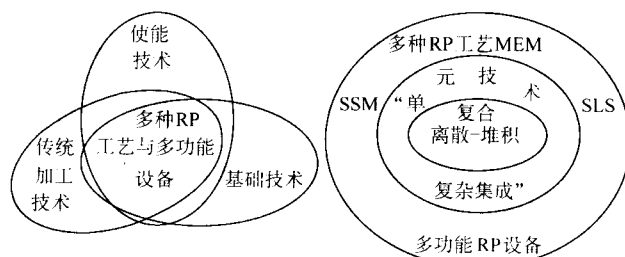 使能
技术
多种RP
工艺与多功能
设备
传统
加工
技术
基础技术
多种RP工艺MEM
元技术
SSM
“单
SLS
复合
离散-堆积
复杂集成”
多功能RP设备